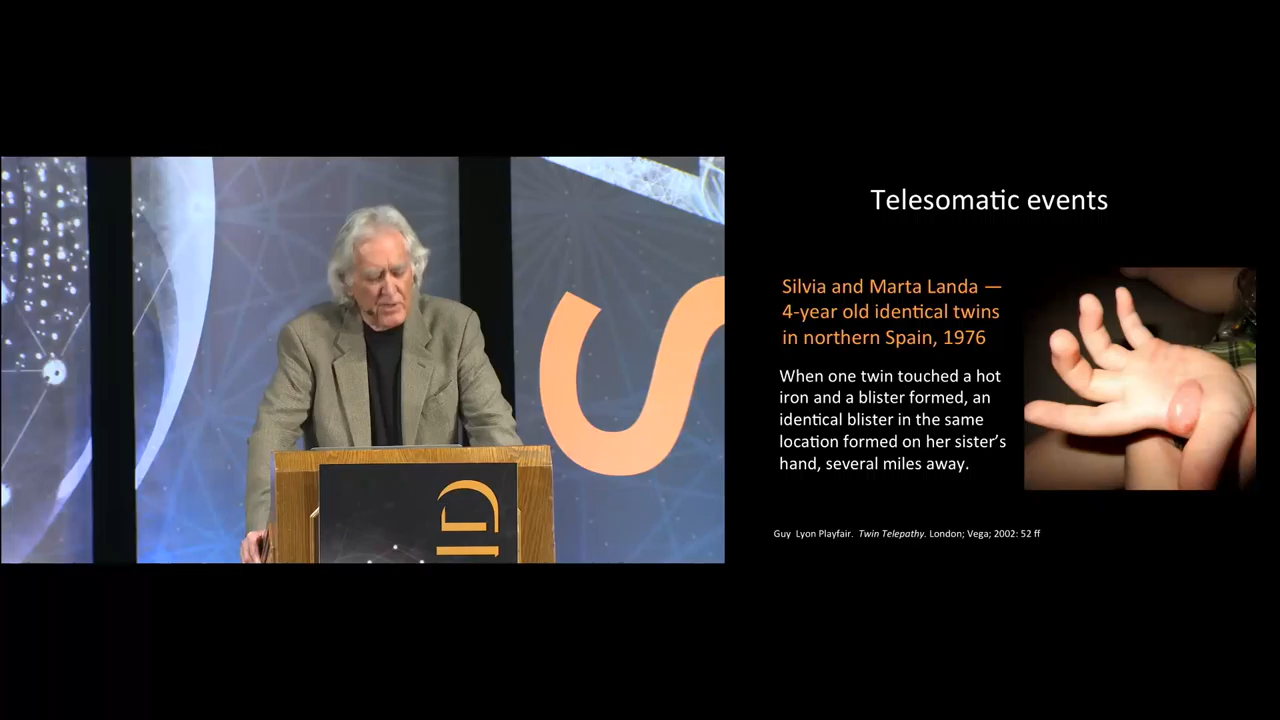 S
ID
Telesomatic events
Silvia and Marta Landa —
4-year old identical twins
in northern Spain, 1976
When one twin touched a hot
iron and a blister formed, an
identical blister in the same
location formed on her sister’s
hand, several miles away.
Guy Lyon Playfair. Twin Telepathy. London; Vega; 2002: 52 ff